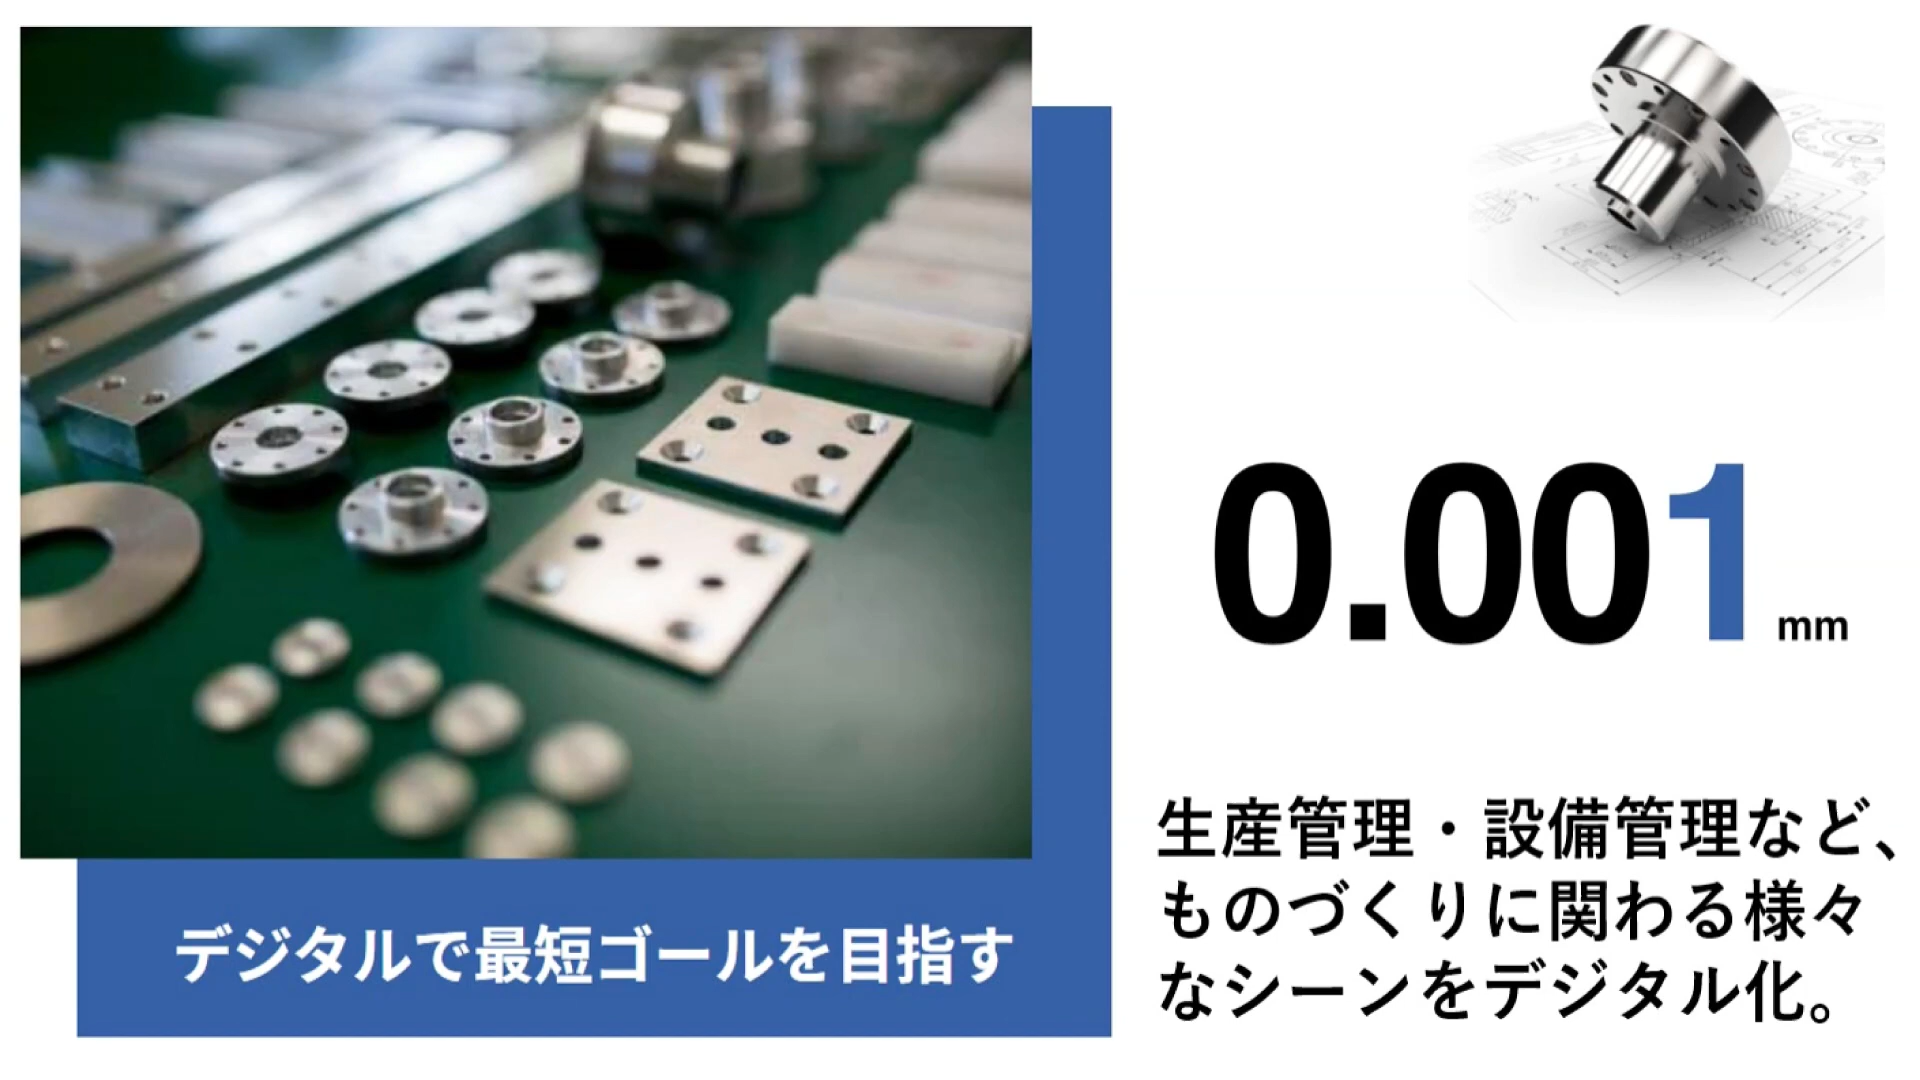 0.001 mm
デジタルで最短ゴールを目指す
生産管理・設備管理など、
ものづくりに関わる様々
なシーンをデジタル化。